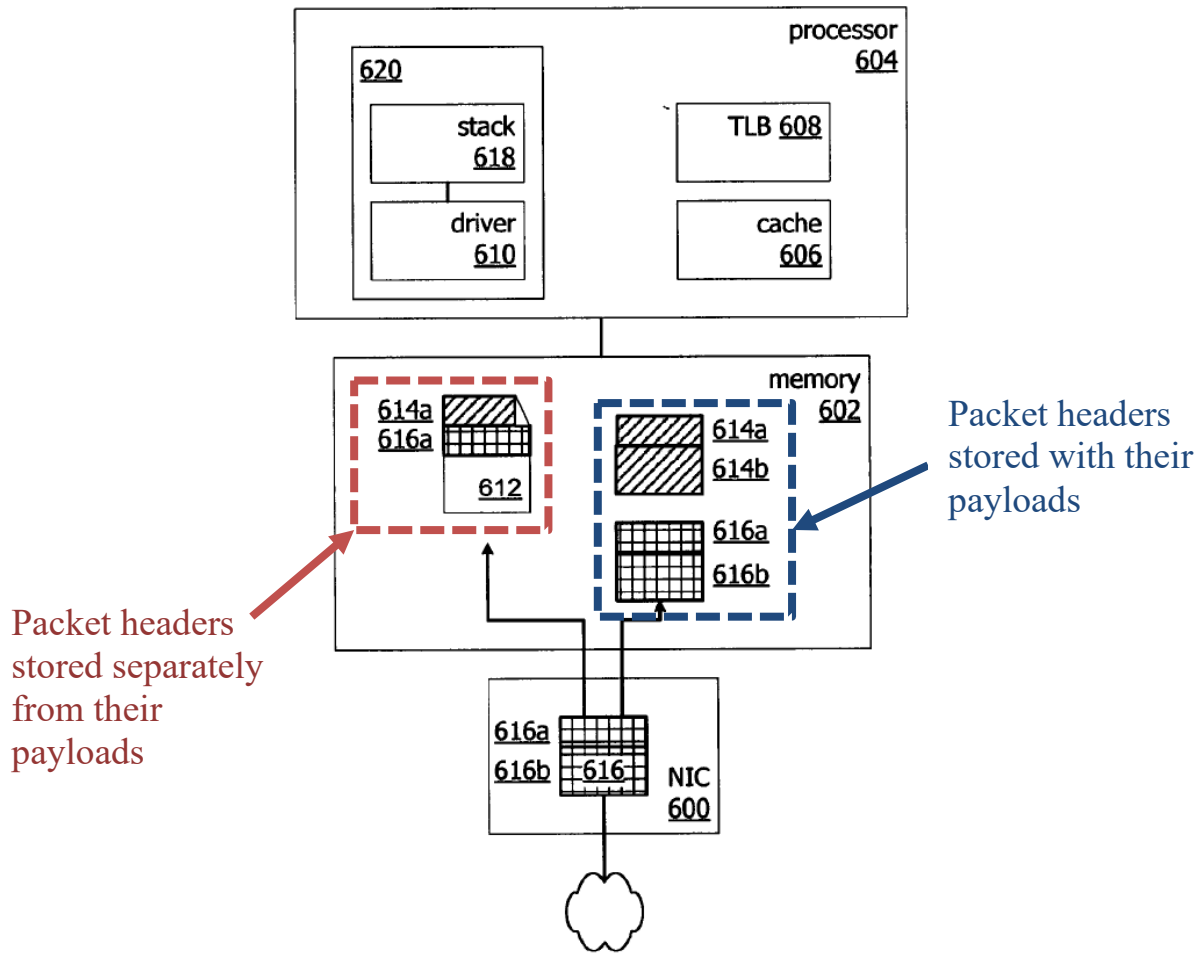 processor
604
620
stack
618
TLB 608
driver
610
cache
606
memory
602
614a
616a
612
614a
614b
616a
616b
Packet headers
stored with their
payloads
Packet headers
stored separately
from their
payloads
616a
616b
616
NIC
600